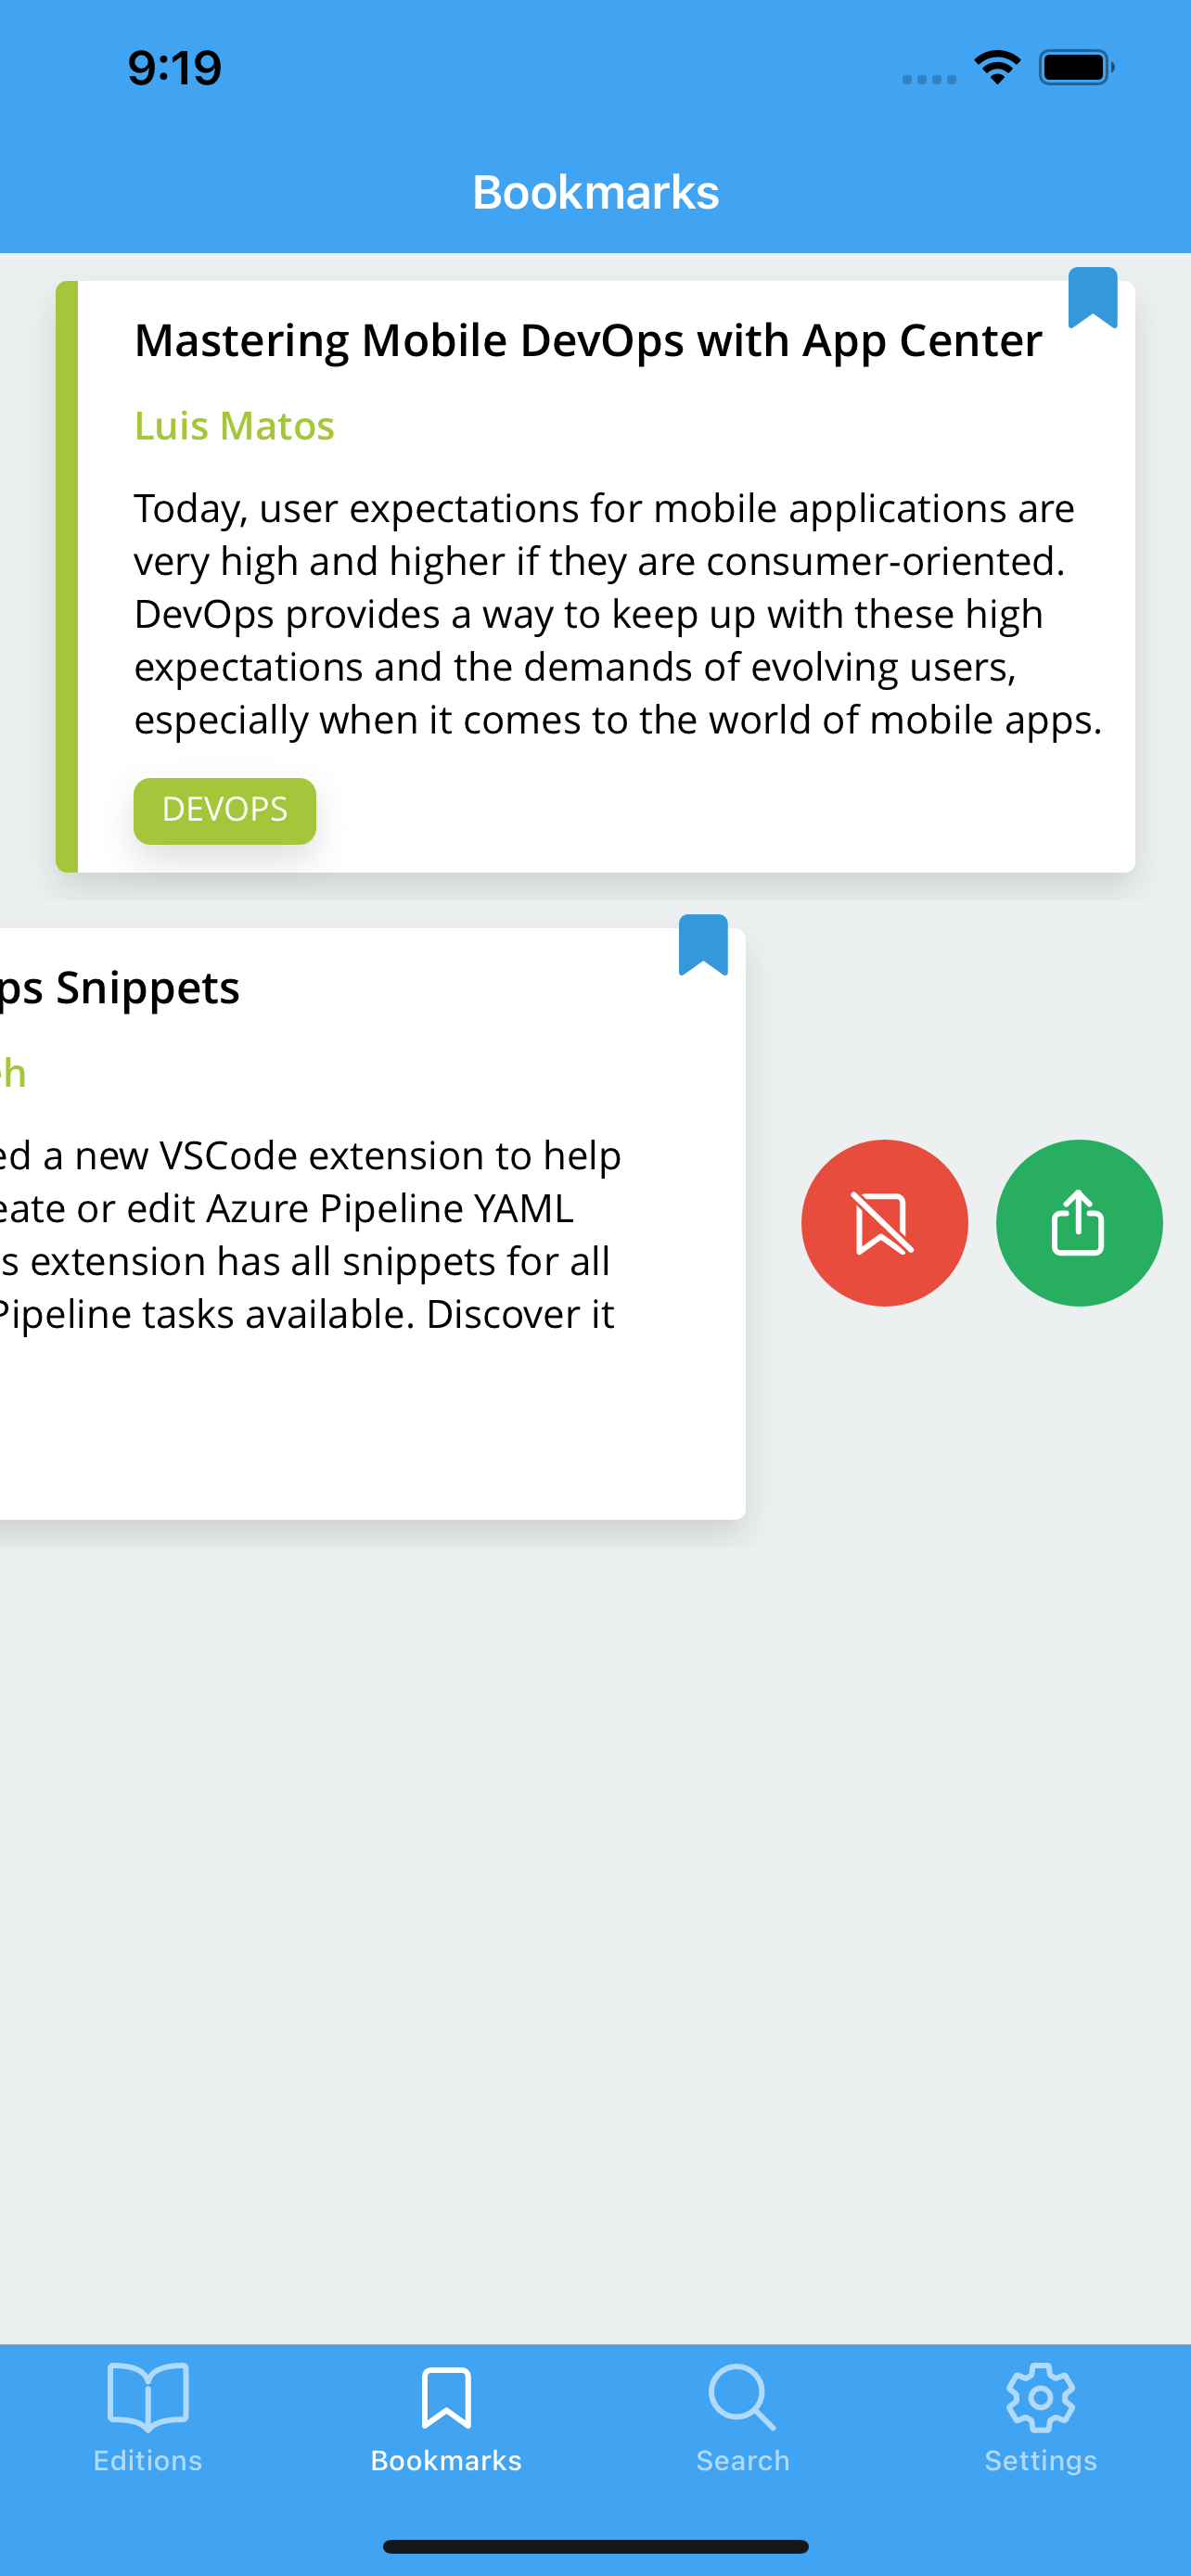 9:19
Bookmarks
Mastering Mobile DevOps with App Center
Luis Matos
Today, user expectations for mobile applications are
very high and higher if they are consumer-oriented.
DevOps provides a way to keep up with these high
expectations and the demands of evolving users,
especially when it comes to the world of mobile apps.
DEVOPS
ps Snippets
h
ed a new VSCode extension to help
eate or edit Azure Pipeline YAML
s extension has all snippets for all
Pipeline tasks available. Discover it
Editions
Bookmarks
Search
Settings